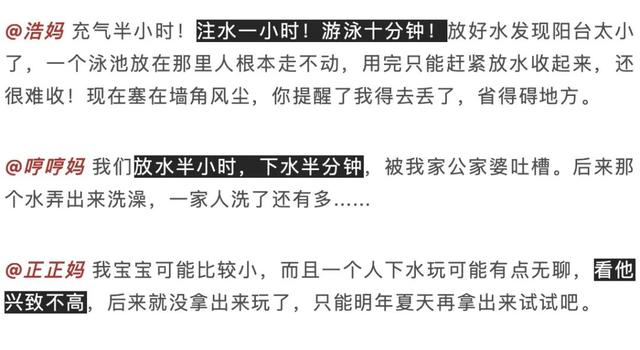 @浩妈 充气半小时！注水一小时！游泳十分钟！放好水发现阳台太小
了，一个泳池放在那里人根本走不动，用完只能赶紧放水收起来，还
很难收！现在塞在墙角风尘，你提醒了我得去丢了，省得碍地方。
@哼哼妈 我们放水半小时，下水半分钟，被我家公家婆吐槽。后来那
个水弄出来洗澡，一家人洗了还有多……
@正正妈 我宝宝可能比较小，而且一个人下水玩可能有点无聊，看他
兴致不高，后来就没拿出来玩了，只能明年夏天再拿出来试试吧。